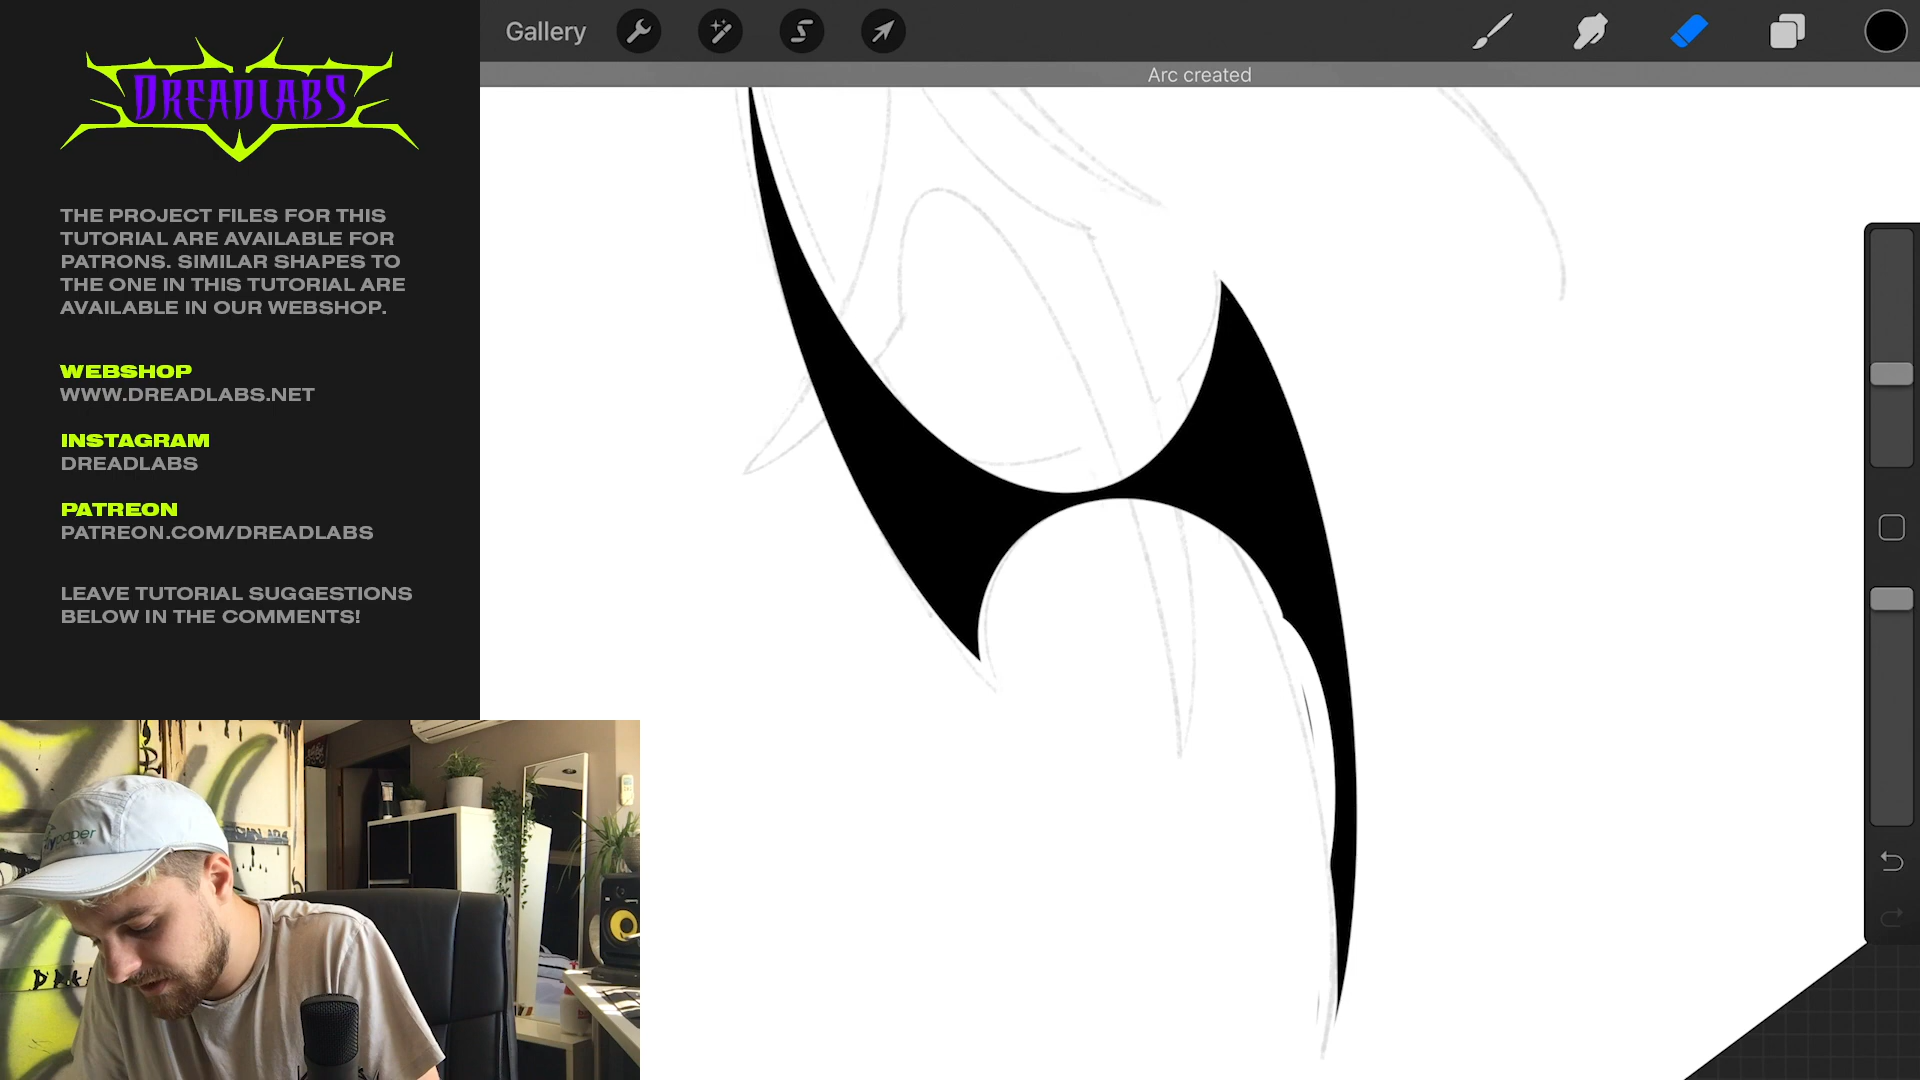 Gallery
Arc created
DREADLABS
THE PROJECT FILES FOR THIS
TUTORIAL ARE AVAILABLE FOR
PATRONS. SIMILAR SHAPES TO
THE ONE IN THIS TUTORIAL ARE
AVAILABLE IN OUR WEBSHOP.
WEBSHOP
WWW.DREADLABS.NET
INSTAGRAM
DREADLABS
PATREON
PATREON.COM/DREADLABS
LEAVE TUTORIAL SUGGESTIONS
BELOW IN THE COMMENTS!